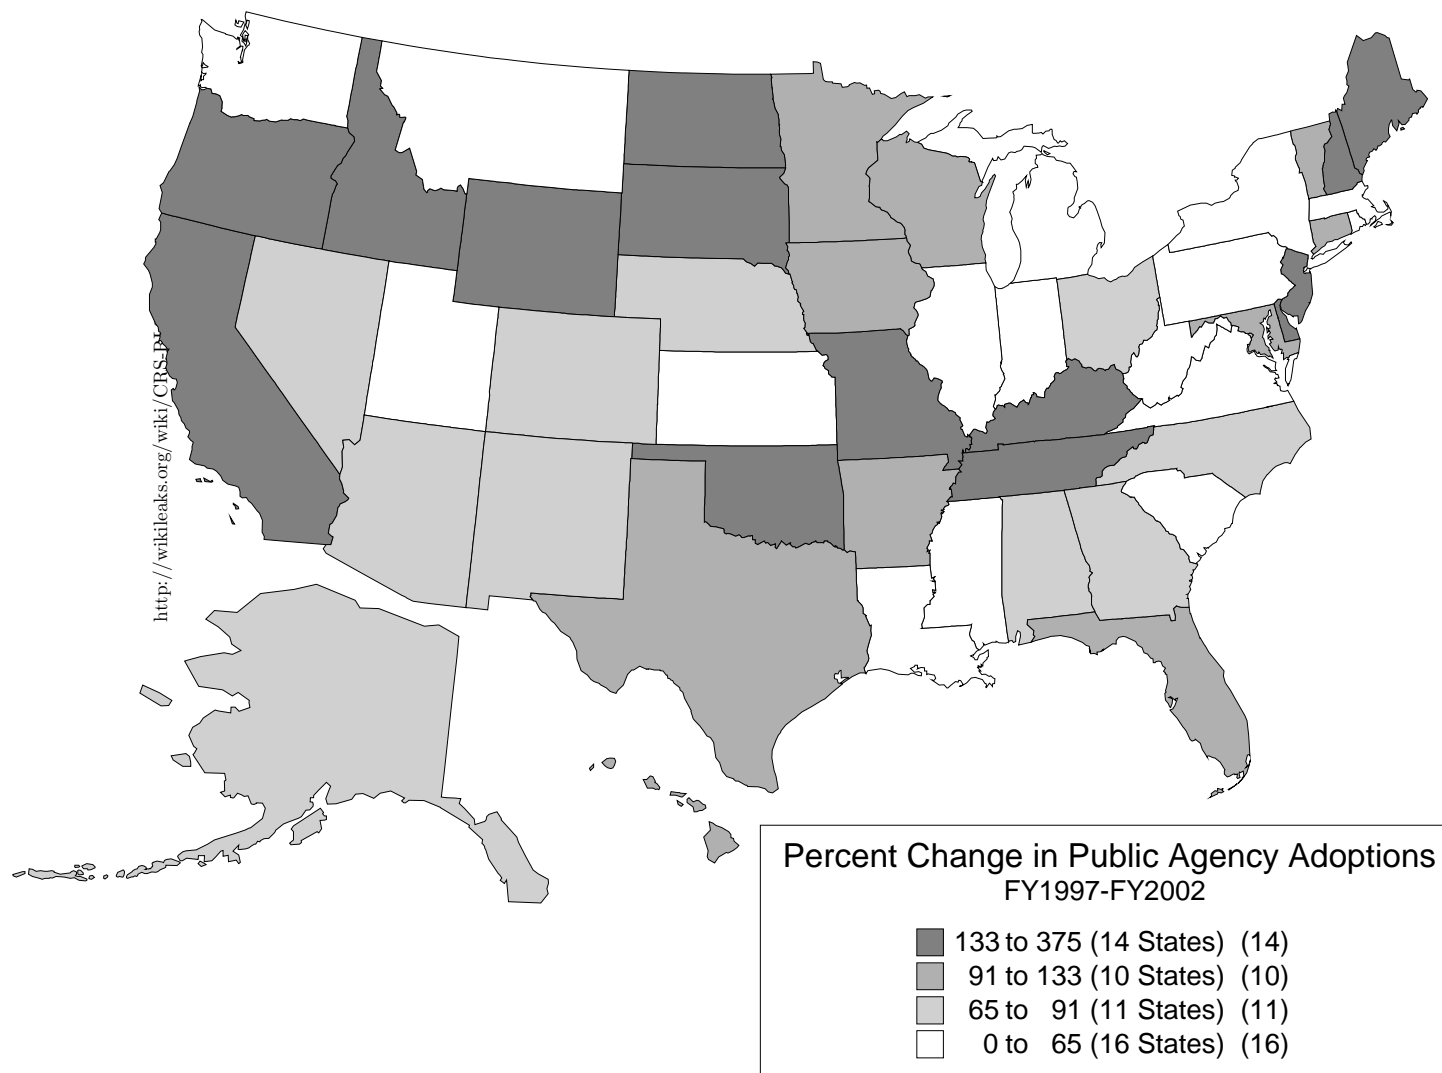 http://wikileaks.org/wiki/CRS-
Percent Change in Public Agency Adoptions
FY1997-FY2002
133 to 375 (14 States) (14)
91 to 133 (10 States) (10)
65 to 91 (11 States) (11)
0 to 65 (16 States) (16)